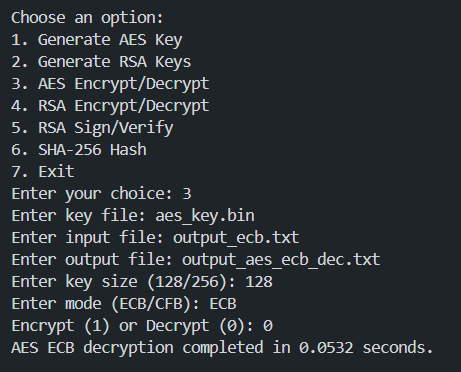 Choose an option:
1. Generate AES Key
2. Generate RSA Keys
3. AES Encrypt/Decrypt
4. RSA Encrypt/Decrypt
5. RSA Sign/Verify
6. SHA-256 Hash
7. Exit
Enter your choice: 3
Enter key file: aes_key.bin
Enter input file: output_ecb.txt
Enter output file: output_aes_ecb_dec.txt
Enter key size (128/256): 128
Enter mode (ECB/CFB): ECB
Encrypt (1) or Decrypt (0): 0
AES ECB decryption completed in 0.0532 seconds.